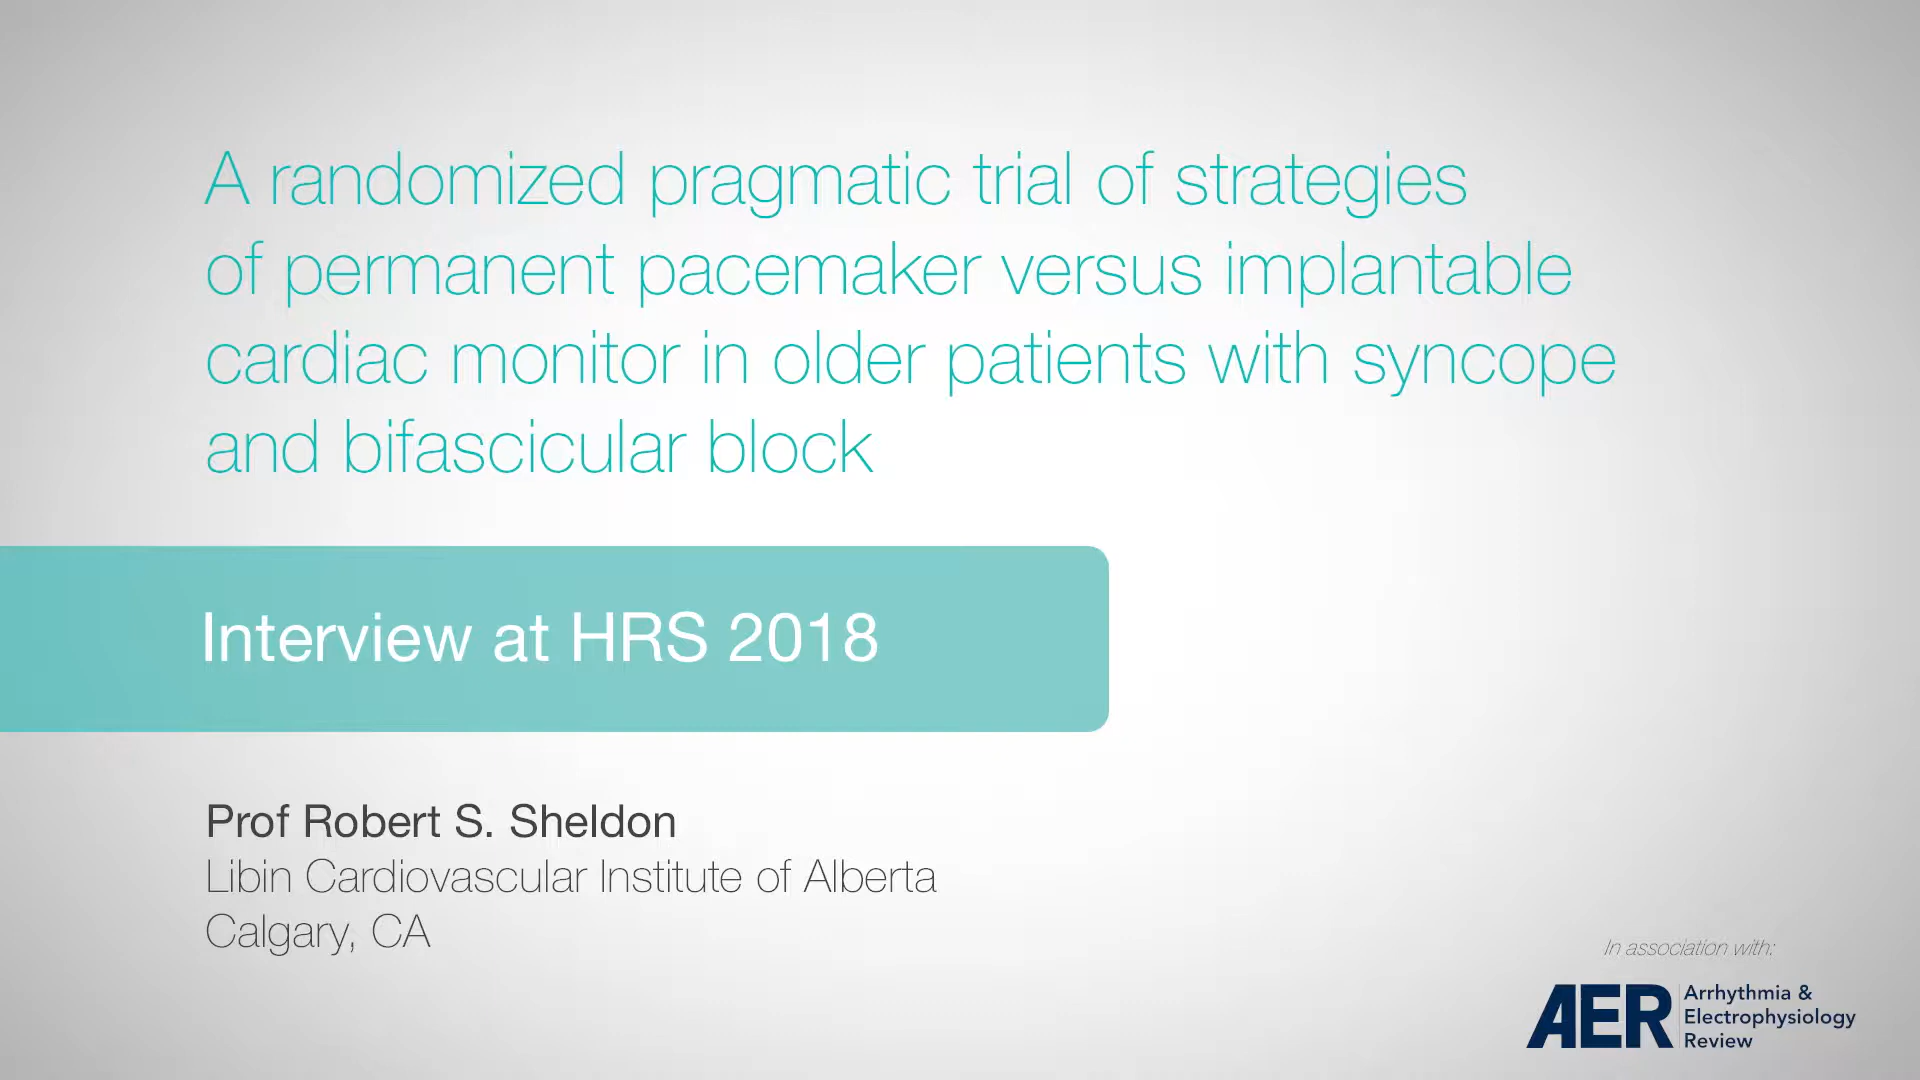 A randomized pragmatic trial of strategies
of permanent pacemaker versus implantable
cardiac monitor in older patients with syncope
and bifascicular block
Interview at HRS 2018
Prof Robert S. Sheldon
Libin Cardiovascular Institute of Alberta
Calgary, CA
In association with:
AER
Arrhythmia &
Electrophysiology
Review